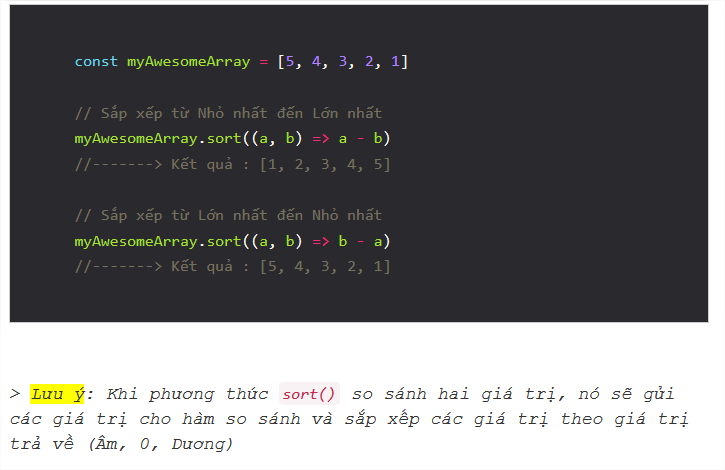 const myAwesomeArray = [5, 4, 3, 2, 1]
// Sắp xếp từ Nhỏ nhất đến Lớn nhất
myAwesomeArray.sort((a, b) => a - b)
//-------> Kết quả : [1, 2, 3, 4, 5]
// Sắp xếp từ Lớn nhất đến Nhỏ nhất
myAwesomeArray.sort((a, b) => b - a)
//-------> Kết quả : [5, 4, 3, 2, 1]
> Lưu ý: Khi phương thức sort() so sánh hai giá trị, nó sẽ gửi
các giá trị cho hàm so sánh và sắp xếp các giá trị theo giá trị
trả về (Âm, 0, Dương)